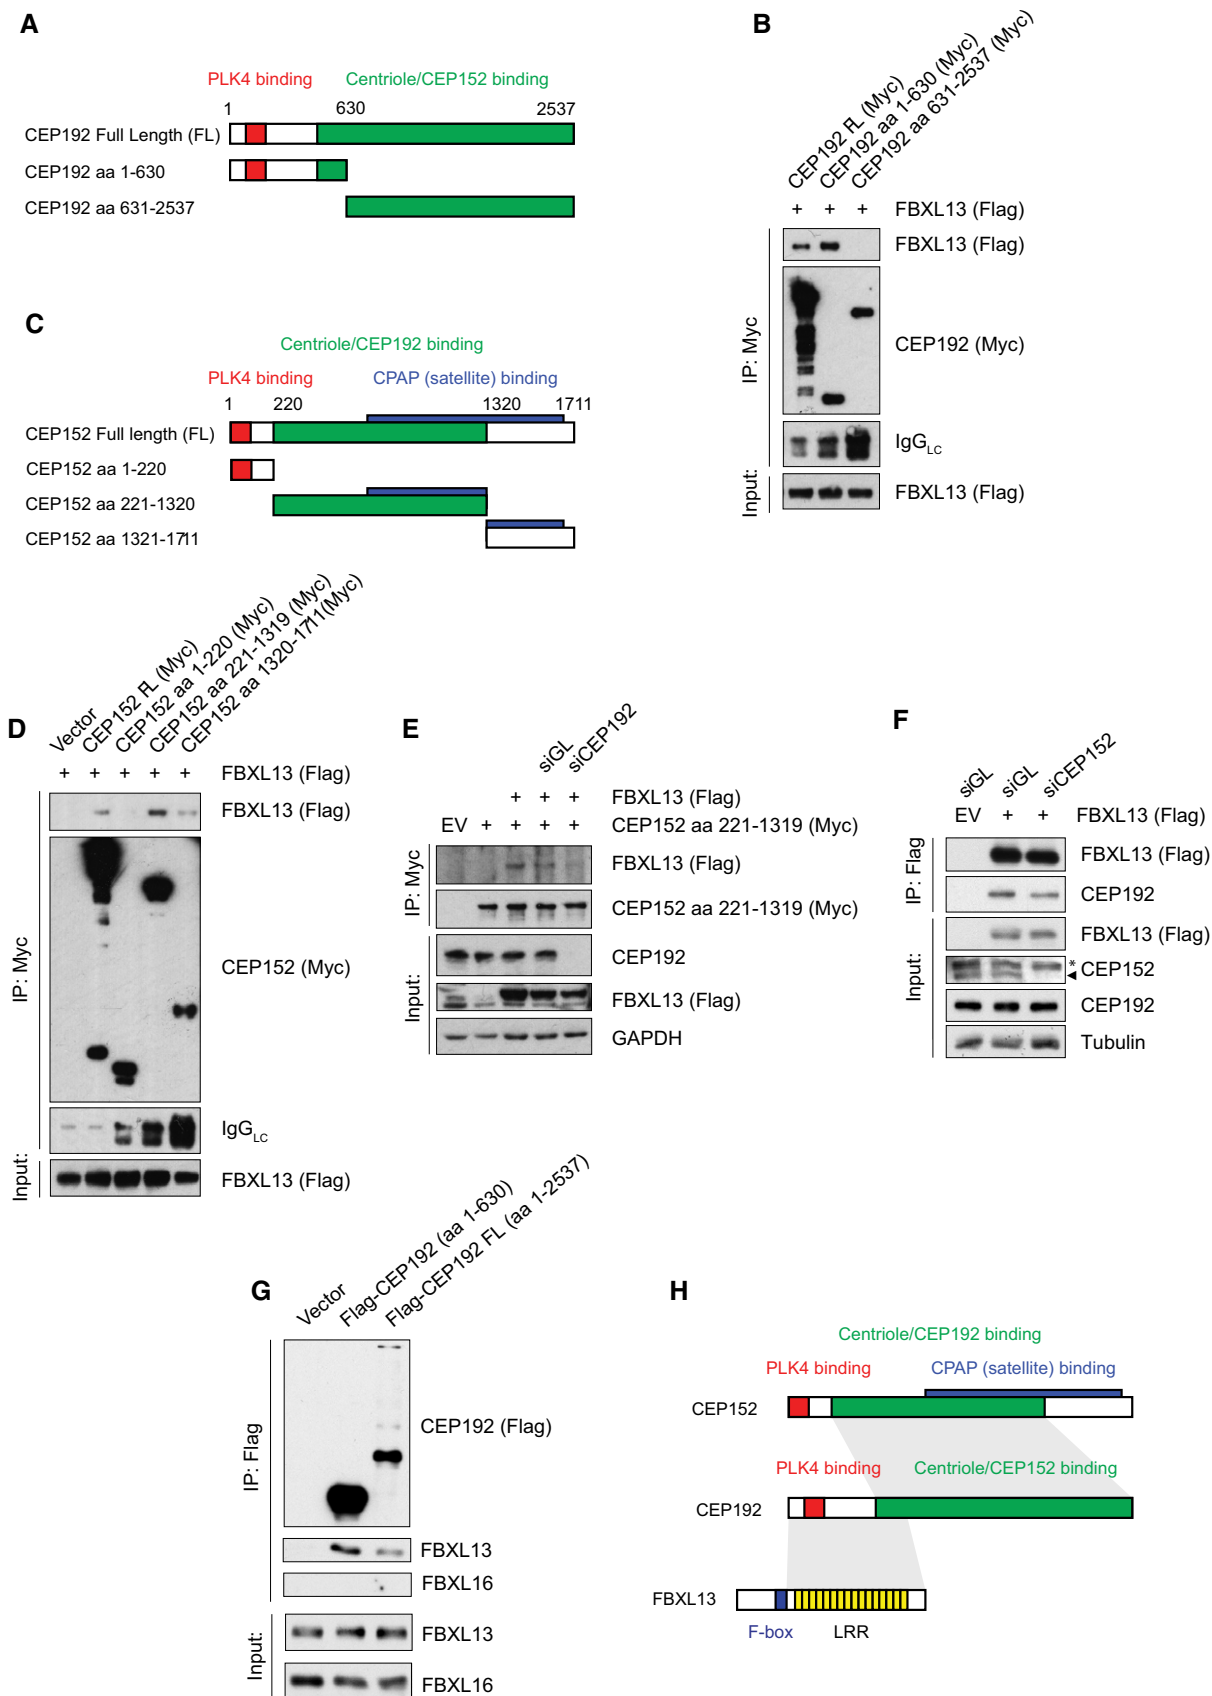 A
PLK4 binding
Centriole/CEP152 binding
1
630
2537
CEP192 Full Length (FL)
CEP192 aa 1-630
CEP192 aa 631-2537
B
CEP192 FL (Myc)
CEP192 aa 1-630 (Myc)
CEP192 aa 631-2537 (Myc)
+ + + FBXL13 (Flag)
IP: Myc
FBXL13 (Flag)
CEP192 (Myc)
IgGLC
Input:
FBXL13 (Flag)
C
Centriole/CEP192 binding
PLK4 binding
CPAP (satellite) binding
1
220
1320
1711
CEP152 Full length (FL)
CEP152 aa 1-220
CEP152 aa 221-1320
CEP152 aa 1321-1711
D
Vector
CEP152 FL (Myc)
CEP152 aa 1-220 (Myc)
CEP152 aa 221-1319 (Myc)
CEP152 aa 1320-1711(Myc)
+ + + + + FBXL13 (Flag)
IP: Myc
FBXL13 (Flag)
CEP152 (Myc)
IgGLC
Input:
FBXL13 (Flag)
E
siGL
siCEP192
+ + + FBXL13 (Flag)
EV + + + + CEP152 aa 221-1319 (Myc)
IP: Myc
FBXL13 (Flag)
CEP152 aa 221-1319 (Myc)
Input:
CEP192
FBXL13 (Flag)
GAPDH
F
siGL
siGL
siCEP152
EV + + FBXL13 (Flag)
IP: Flag
FBXL13 (Flag)
CEP192
Input:
FBXL13 (Flag)
* ◄ CEP152
CEP192
Tubulin
G
Vector
Flag-CEP192 (aa 1-630)
Flag-CEP192 FL (aa 1-2537)
IP: Flag
CEP192 (Flag)
FBXL13
FBXL16
Input:
FBXL13
FBXL16
H
Centriole/CEP192 binding
PLK4 binding
CPAP (satellite) binding
CEP152
PLK4 binding
Centriole/CEP152 binding
CEP192
FBXL13
F-box
LRR